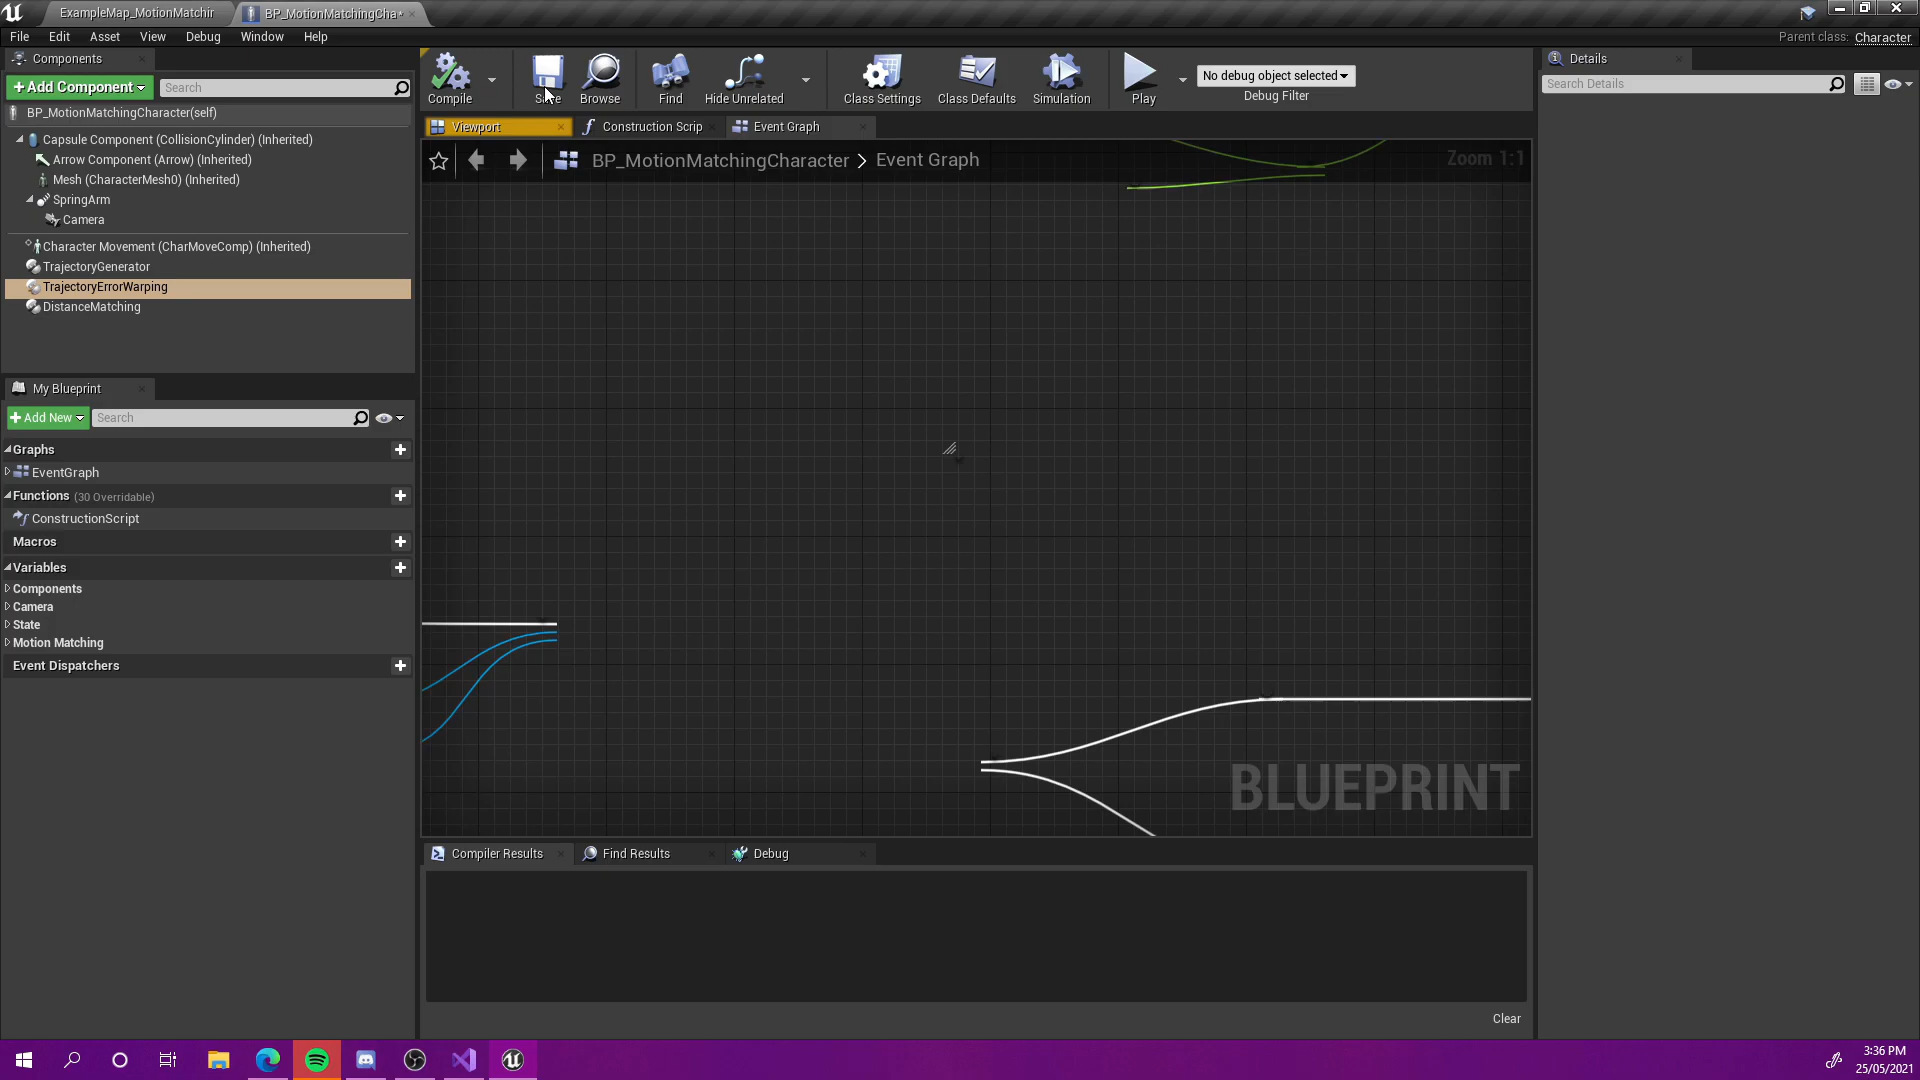 ExampleMap_MotionMatchir
BP_MotionMatchingCha*
File Edit Asset View Debug Window Help
Parent class: Character
Components
+Add Component
Search
BP_MotionMatchingCharacter(self)
Capsule Component (CollisionCylinder) (Inherited)
Arrow Component (Arrow) (Inherited)
Mesh (CharacterMesh0) (Inherited)
SpringArm
Camera
Character Movement (CharMoveComp) (Inherited)
TrajectoryGenerator
TrajectoryErrorWarping
DistanceMatching
My Blueprint
+Add New
Search
Graphs
EventGraph
Functions (30 Overridable)
ConstructionScript
Macros
Variables
Components
Camera
State
Motion Matching
Event Dispatchers
Compile
Save
Browse
Find
Hide Unrelated
Class Settings
Class Defaults
Simulation
Play
No debug object selected
Debug Filter
Viewport
Construction Scrip
Event Graph
BP_MotionMatchingCharacter > Event Graph
Zoom 1:1
BLUEPRINT
Compiler Results
Find Results
Debug
Clear
Details
Search Details
3:36 PM
25/05/2021